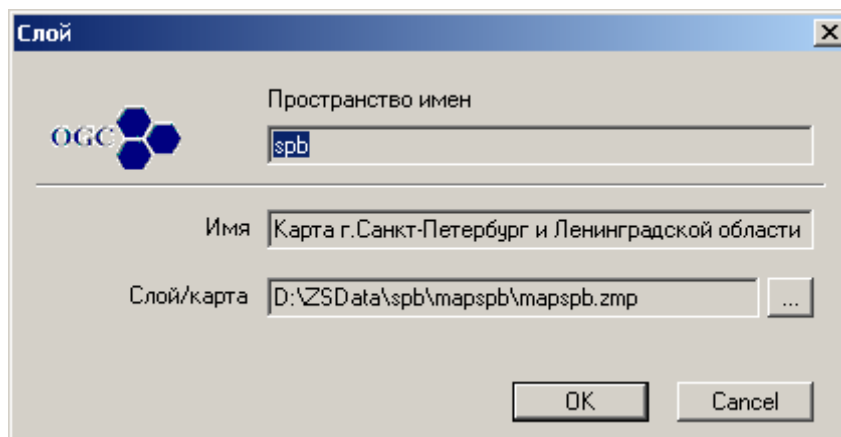 Слой
Пространство имен
OGC
spb
Имя
Карта г.Санкт-Петербург и Ленинградской области
Слой/карта
D:\ZSData\spb\mapspb\mapspb.zmp
...
OK
Cancel